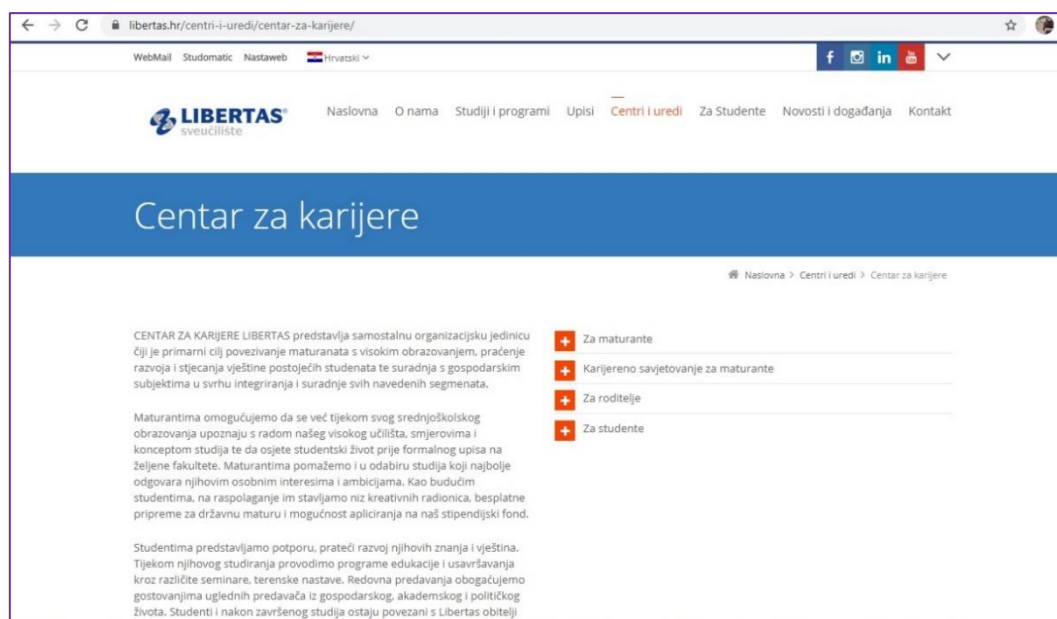 libertas.hr/centri-i-uredi/centar-za-karijere/
WebMail Studomatic Nastaweb Hrvatski
LIBERTAS®
sveučilište
Naslovna O nama Studiji i programi Upisi Centri i uredi Za Studente Novosti i događanja Kontakt
Centar za karijere
Naslovna > Centri i uredi > Centar za karijere
CENTAR ZA KARIJERE LIBERTAS predstavlja samostalnu organizacijsku jedinicu
čiji je primarni cilj povezivanje maturanata s visokim obrazovanjem, praćenje
razvoja i stjecanja vještine postojećih studenata te suradnja s gospodarskim
subjektima u svrhu integriranja i suradnje svih navedenih segmenata.
Maturantima omogućujemo da se već tijekom svog srednjoškolskog
obrazovanja upoznaju s radom našeg visokog učilišta, smjerovima i
konceptom studija te da osjete studentski život prije formalnog upisa na
željene fakultete. Maturantima pomažemo i u odabiru studija koji najbolje
odgovara njihovim osobnim interesima i ambicijama. Kao budućim
studentima, na raspolaganje im stavljamo niz kreativnih radionica, besplatne
pripreme za državnu maturu i mogućnost apliciranja na naš stipendijski fond.
Studentima predstavljamo potporu, prateći razvoj njihovih znanja i vještina.
Tijekom njihovog studiranja provodimo programe edukacije i usavršavanja
kroz različite seminare, terenske nastave. Redovna predavanja obogaćujemo
gostovanjima uglednih predavača iz gospodarskog, akademskog i političkog
života. Studenti i nakon završenog studija ostaju povezani s Libertas obitelji
Za maturante
Karijereno savjetovanje za maturante
Za roditelje
Za studente